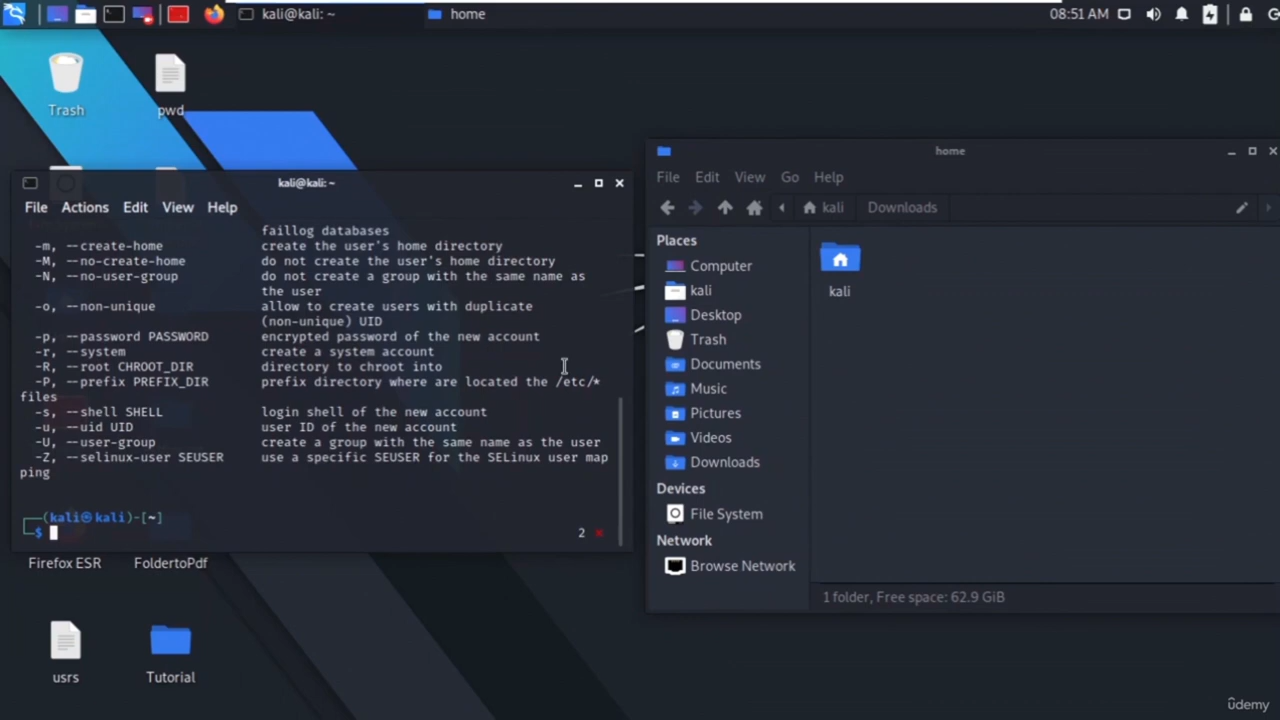 kali@kali: ~
home
08:51 AM
Trash
pwd
kali@kali: ~
File Actions Edit View Help
faillog databases
-m, --create-home create the user's home directory
-M, --no-create-home do not create the user's home directory
-N, --no-user-group do not create a group with the same name as
the user
-o, --non-unique allow to create users with duplicate
(non-unique) UID
-p, --password PASSWORD encrypted password of the new account
-r, --system create a system account
-R, --root CHROOT_DIR directory to chroot into
-P, --prefix PREFIX_DIR prefix directory where are located the /etc/*
files
-s, --shell SHELL login shell of the new account
-u, --uid UID user ID of the new account
-U, --user-group create a group with the same name as the user
-Z, --selinux-user SEUSER use a specific SEUSER for the SELinux user map
ping
(kali㉿kali)-[~]
$
2
Firefox ESR
FoldertoPdf
usrs
Tutorial
home
File Edit View Go Help
kali Downloads
Places
Computer
kali
Desktop
Trash
Documents
Music
Pictures
Videos
Downloads
Devices
File System
Network
Browse Network
kali
1 folder, Free space: 62.9 GiB
ûdemy